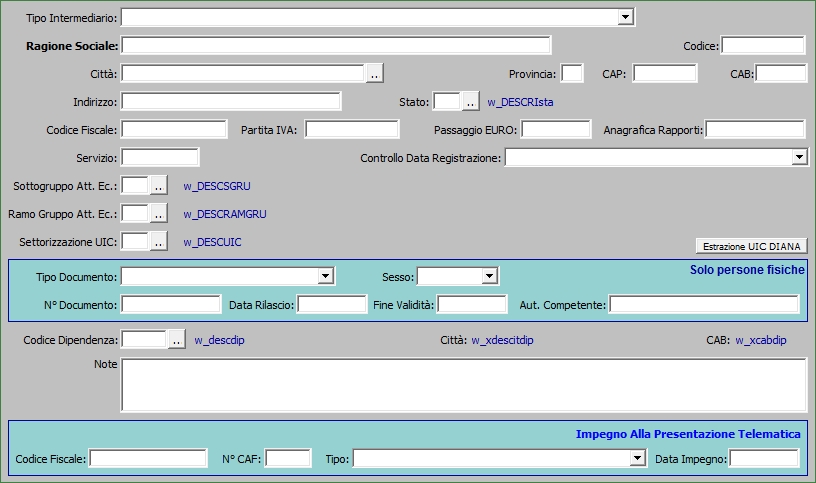 Tipo Intermediario:
Ragione Sociale: Codice:
Città: .. Provincia: CAP: CAB:
Indirizzo: Stato: .. w_DESCRIsta
Codice Fiscale: Partita IVA: Passaggio EURO: Anagrafica Rapporti:
Servizio: Controllo Data Registrazione:
Sottogruppo Att. Ec.: .. w_DESCSGRU
Ramo Gruppo Att. Ec.: .. w_DESCRAMGRU
Settorizzazione UIC: .. w_DESCUIC
Estrazione UIC DIANA
Solo persone fisiche
Tipo Documento: Sesso:
N° Documento: Data Rilascio: Fine Validità: Aut. Competente:
Codice Dipendenza: .. w_descdip Città: w_xdescitdip CAB: w_xcabdip
Note
Impegno Alla Presentazione Telematica
Codice Fiscale: N° CAF: Tipo: Data Impegno: